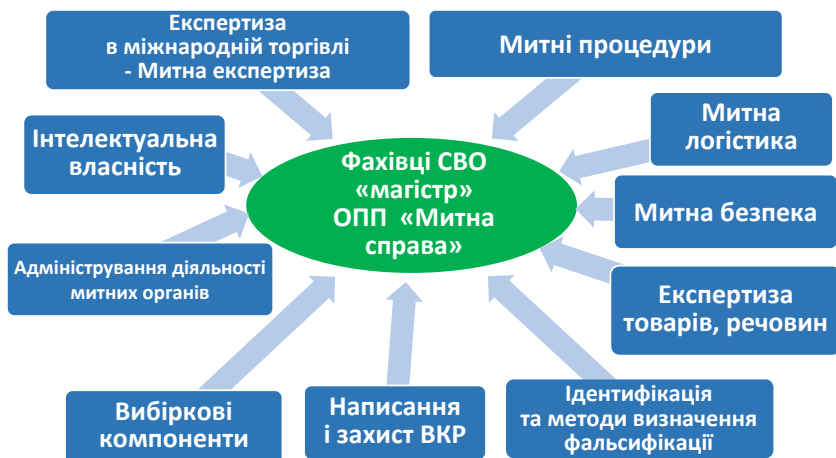 Експертиза
в міжнародній торгівлі
- Митна експертиза
Митні процедури
Інтелектуальна
власність
Митна
логістика
Фахівці СВО
«магістр»
ОПП «Митна
справа»
Митна безпека
Адміністрування діяльності
митних органів
Експертиза
товарів, речовин
Вибіркові
компоненти
Написання
і захист ВКР
Ідентифікація
та методи визначення
фальсифікації